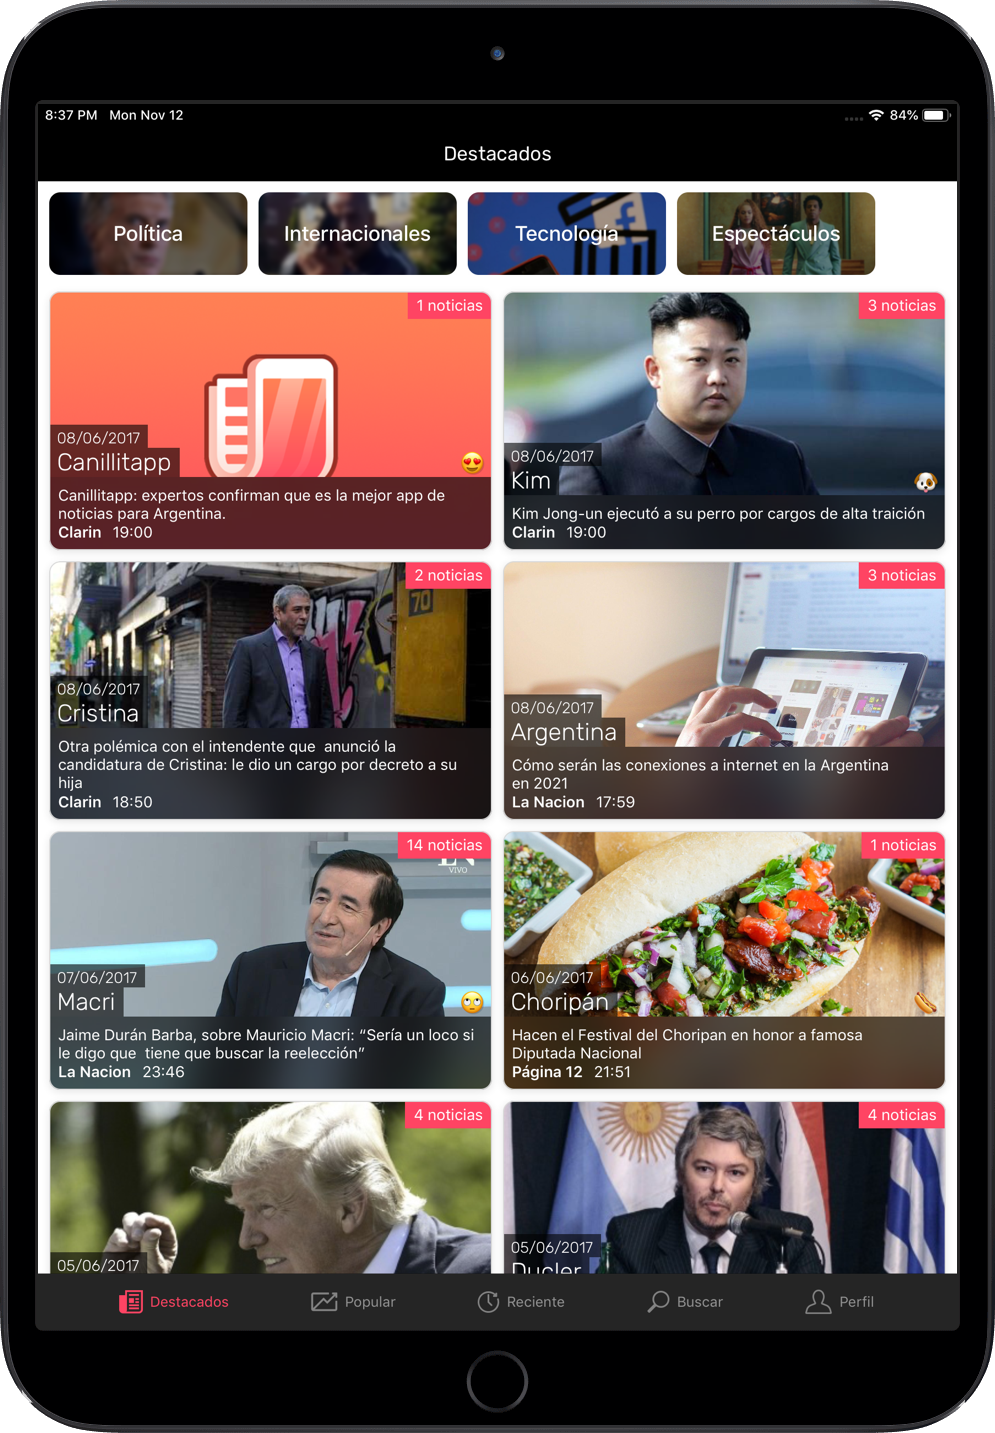 8:37 PM Mon Nov 12
84%
Destacados
Política
Internacionales
Tecnología
Espectáculos
1 noticias
08/06/2017
Canillitapp
Canillitapp: expertos confirman que es la mejor app de
noticias para Argentina.
Clarin 19:00
3 noticias
08/06/2017
Kim
Kim Jong-un ejecutó a su perro por cargos de alta traición
Clarin 19:00
2 noticias
70
08/06/2017
Cristina
Otra polémica con el intendente que anunció la
candidatura de Cristina: le dio un cargo por decreto a su
hija
Clarin 18:50
3 noticias
08/06/2017
Argentina
Cómo serán las conexiones a internet en la Argentina
en 2021
La Nacion 17:59
14 noticias
VIVO
07/06/2017
Macri
Jaime Durán Barba, sobre Mauricio Macri: “Sería un loco si
le digo que tiene que buscar la reelección”
La Nacion 23:46
1 noticias
06/06/2017
Choripán
Hacen el Festival del Choripan en honor a famosa
Diputada Nacional
Página 12 21:51
4 noticias
05/06/2017
4 noticias
05/06/2017
Ducler
Destacados
Popular
Reciente
Buscar
Perfil